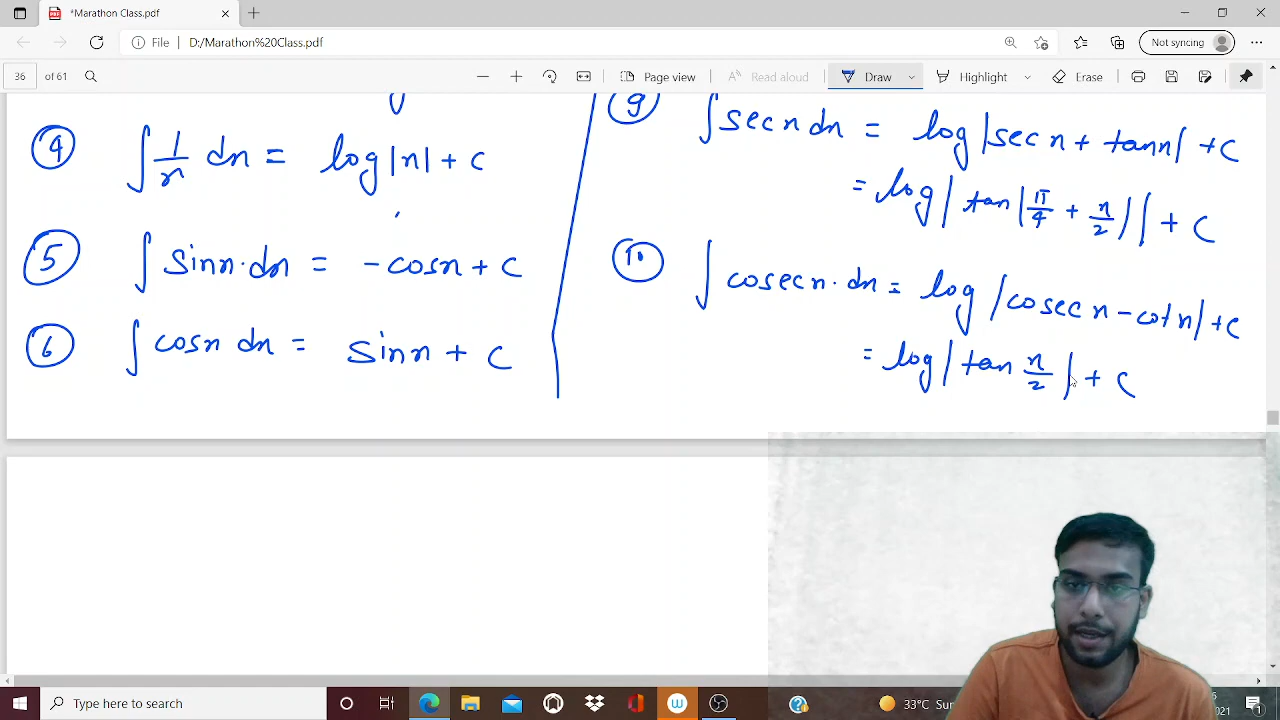 *Marathon Class.pdf
File
D:/Marathon%20Class.pdf
Not syncing
36 of 61
Page view
Read aloud
Draw
Highlight
Erase
④ ∫ 1/x dx = log|x| + c
⑤ ∫ sinx·dx = -cosx + c
⑥ ∫ cosx dx = sinx + c
⑨ ∫ secx dx = log|secx + tanx| + c
= log|tan(π/4 + x/2)| + c
⑩ ∫ cosecx·dx = log|cosecx - cotx| + c
= log|tan x/2| + c
Type here to search
33°C